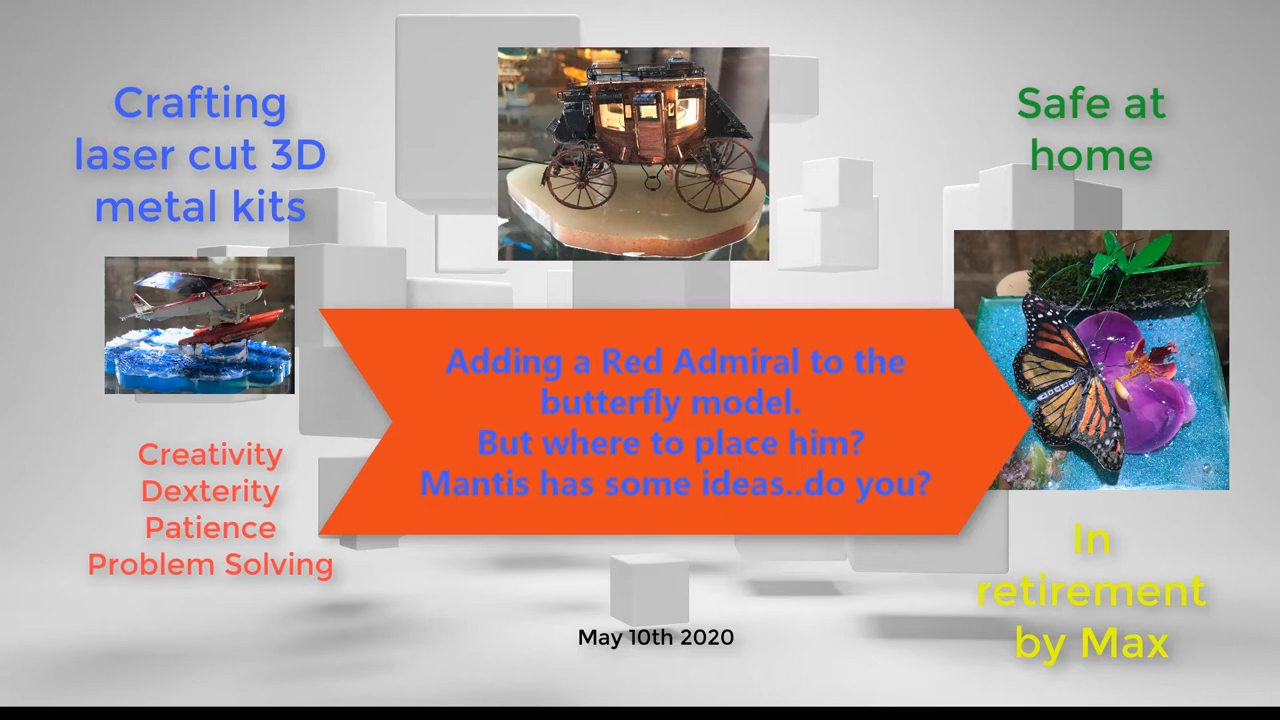 Crafting
laser cut 3D
metal kits
Safe at
home
Adding a Red Admiral to the
butterfly model.
But where to place him?
Mantis has some ideas..do you?
Creativity
Dexterity
Patience
Problem Solving
In
retirement
by Max
May 10th 2020